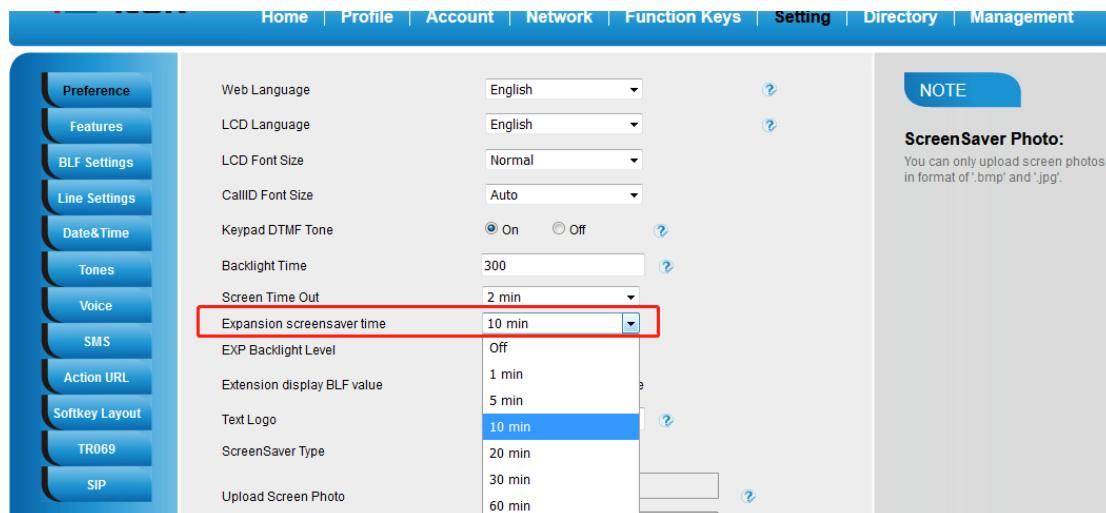 Home | Profile | Account | Network | Function Keys | Setting | Directory | Management
Preference
Features
BLF Settings
Line Settings
Date&Time
Tones
Voice
SMS
Action URL
Softkey Layout
TR069
SIP
Web Language English
LCD Language English
LCD Font Size Normal
CallID Font Size Auto
Keypad DTMF Tone On Off
Backlight Time 300
Screen Time Out 2 min
Expansion screensaver time 10 min
EXP Backlight Level
Extension display BLF value
Text Logo
ScreenSaver Type
Upload Screen Photo
Off
1 min
5 min
10 min
20 min
30 min
60 min
NOTE
ScreenSaver Photo:
You can only upload screen photos
in format of '.bmp' and '.jpg'.